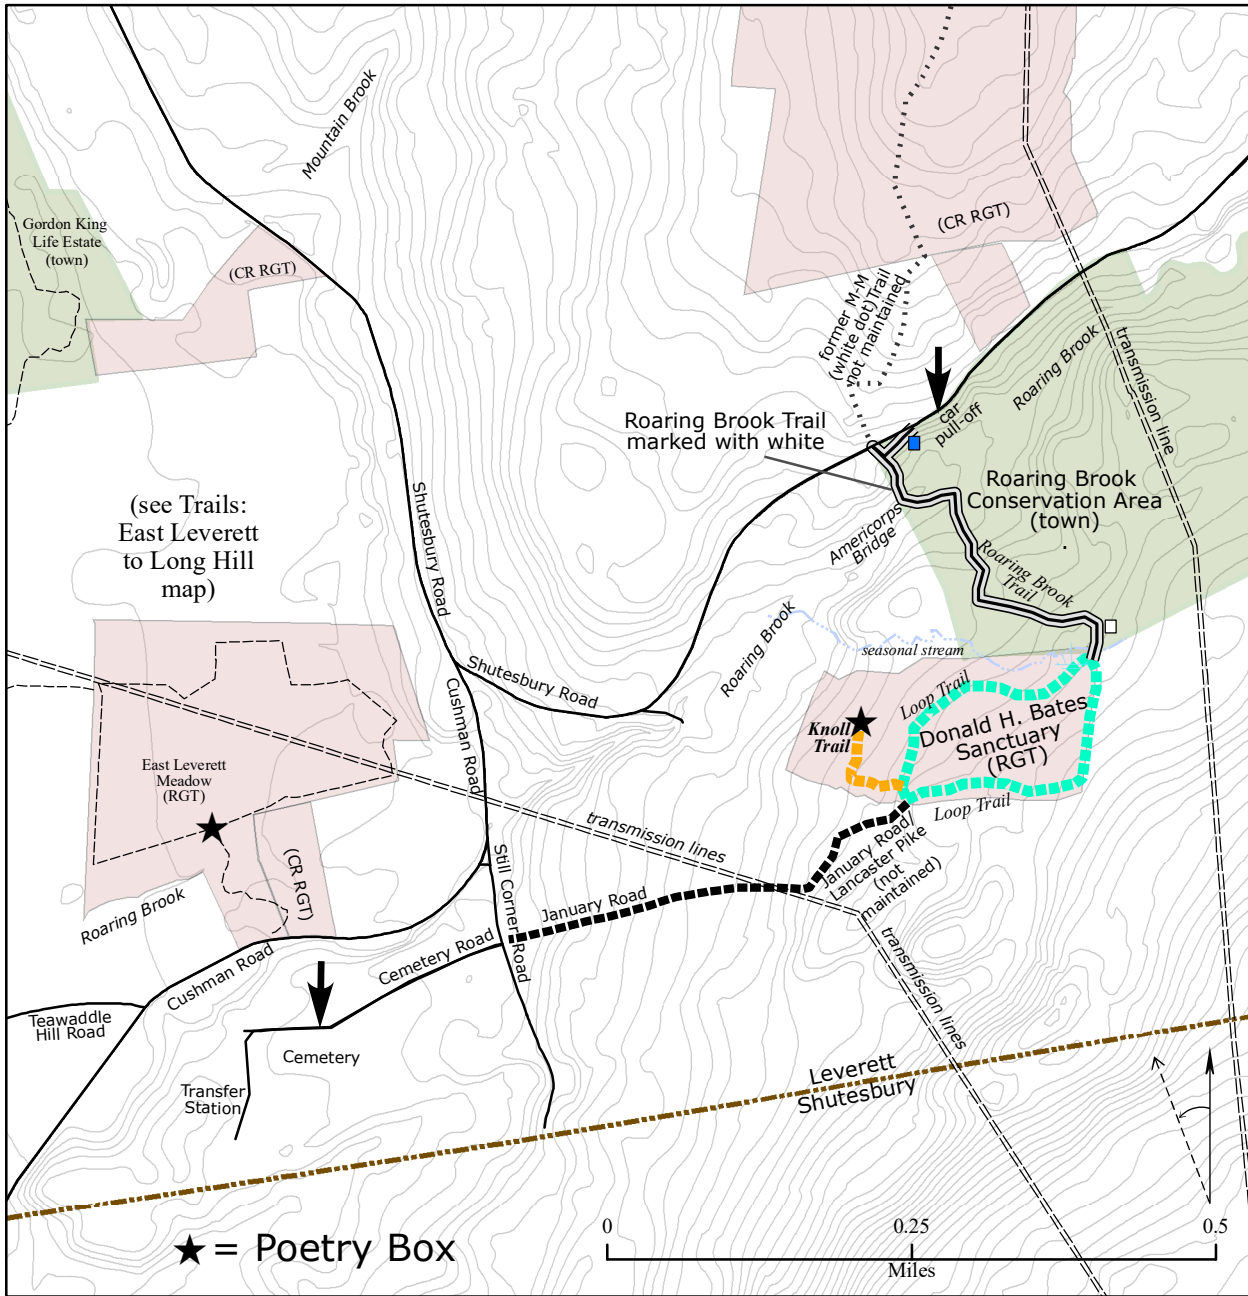 Mountain Brook
Gordon King
Life Estate
(town)
(CR RGT)
(CR RGT)
former M-M
(white dot)Trail
not maintained
transmission line
Roaring Brook
car
pull-off
Roaring Brook Trail
marked with white
Roaring Brook
Conservation Area
(town)
Americorps
Bridge
Roaring Brook
Trail
(see Trails:
East Leverett
to Long Hill
map)
Shutesbury Road
Shutesbury Road
Cushman Road
Roaring Brook
seasonal stream
Loop Trail
Knoll
Trail
Donald H. Bates
Sanctuary
(RGT)
Loop Trail
East Leverett
Meadow
(RGT)
(CR RGT)
Roaring Brook
transmission lines
Still Corner Road
January Road
January Road/
Lancaster Pike
(not
maintained)
transmission lines
Cemetery Road
Cushman Road
Teawaddle
Hill Road
Cemetery
Transfer
Station
Leverett
Shutesbury
★ = Poetry Box
0 0.25 0.5
Miles